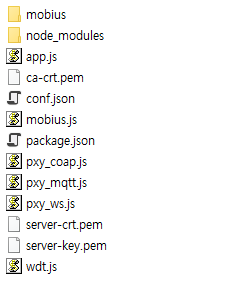 mobius
node_modules
app.js
ca-crt.pem
conf.json
mobius.js
package.json
pxy_coap.js
pxy_mqtt.js
pxy_ws.js
server-crt.pem
server-key.pem
wdt.js